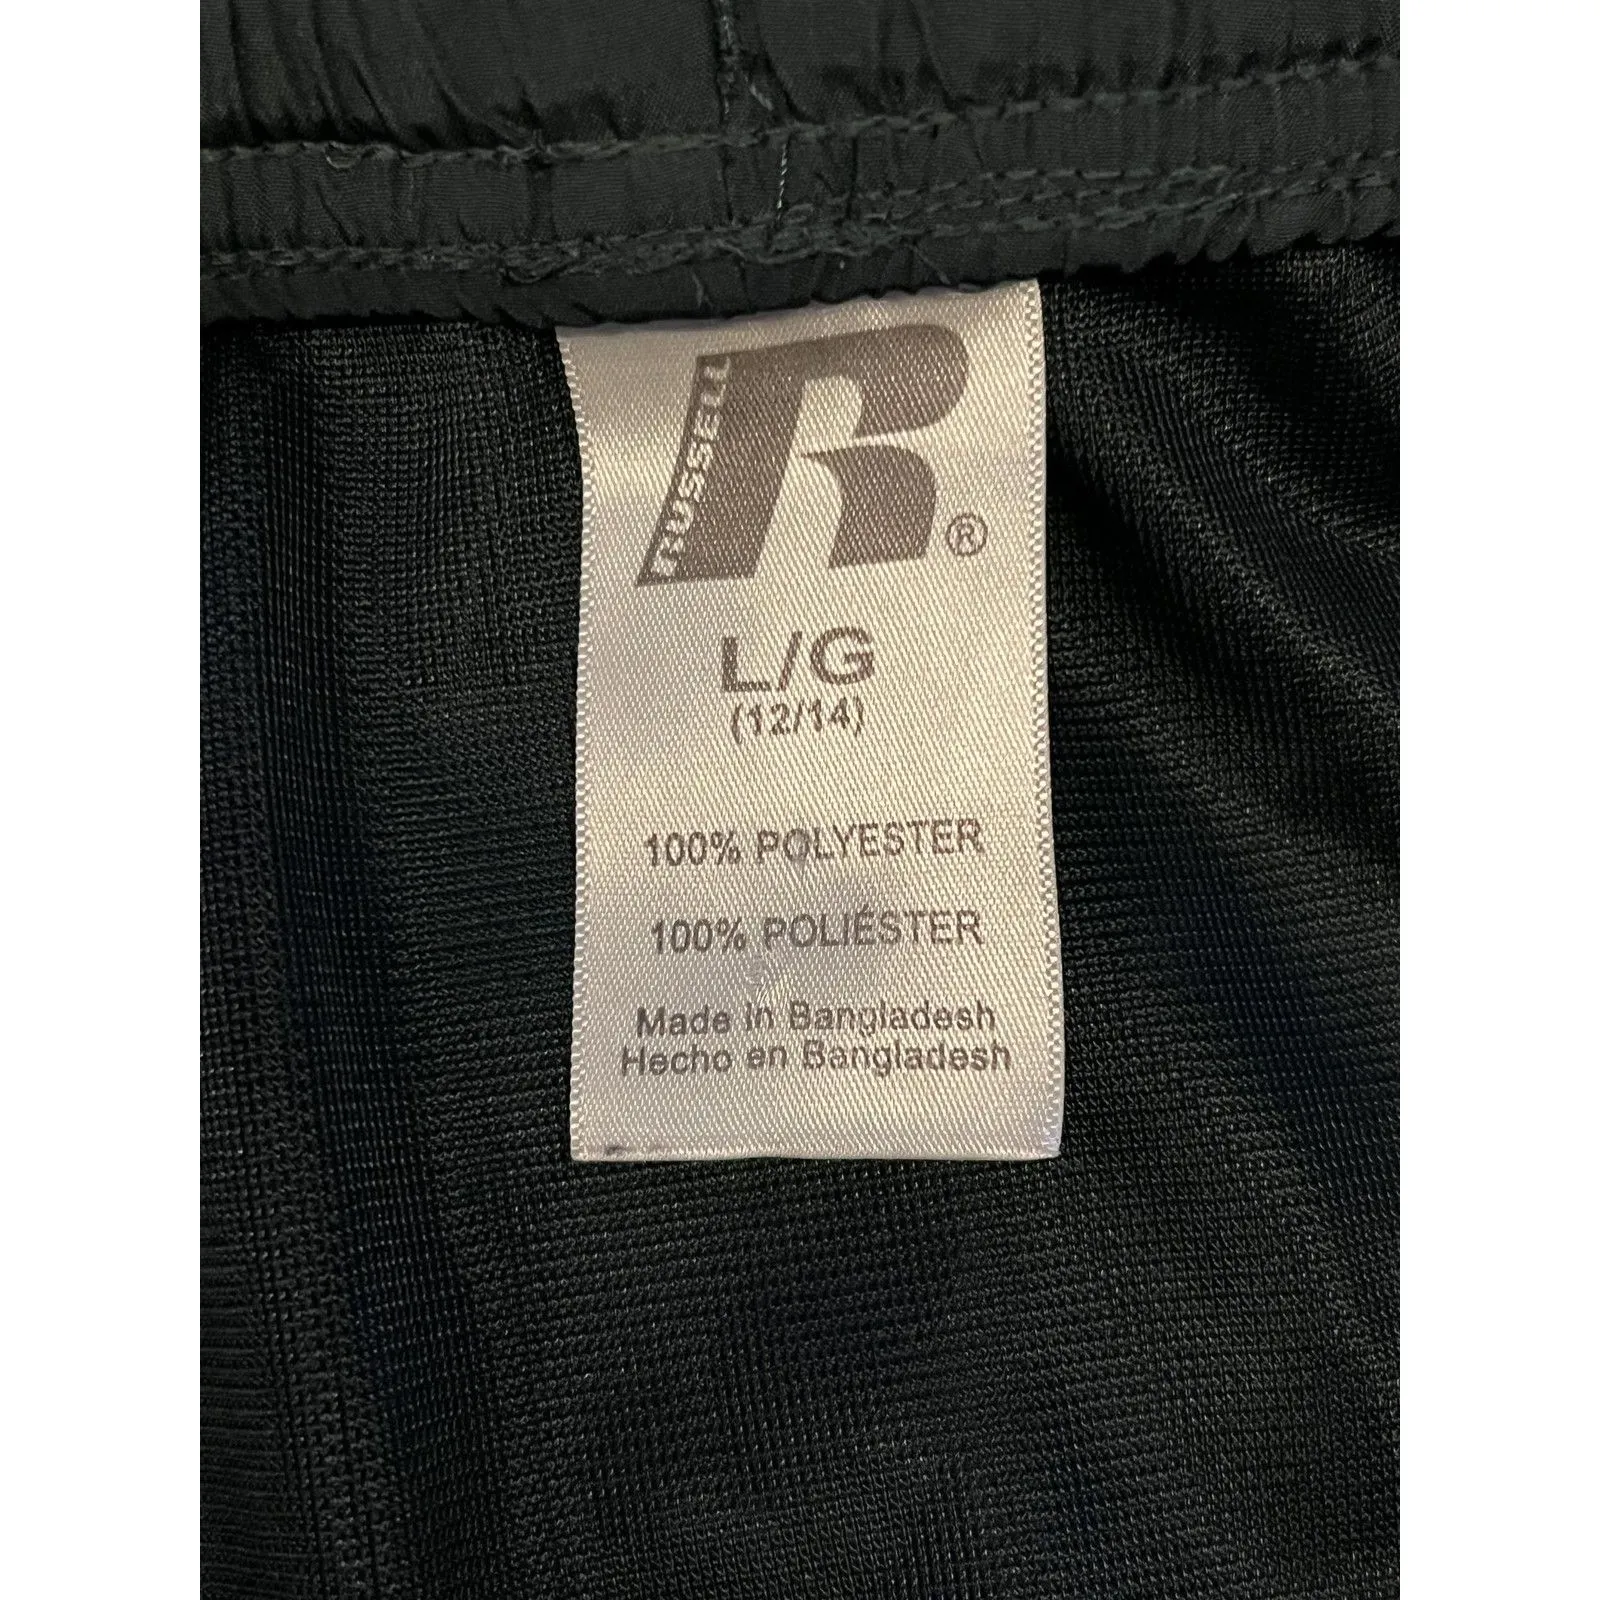 RUSSELL
R
®
L/G
(12/14)
100% POLYESTER
100% POLIÉSTER
Made in Bangladesh
Hecho en Bangladesh